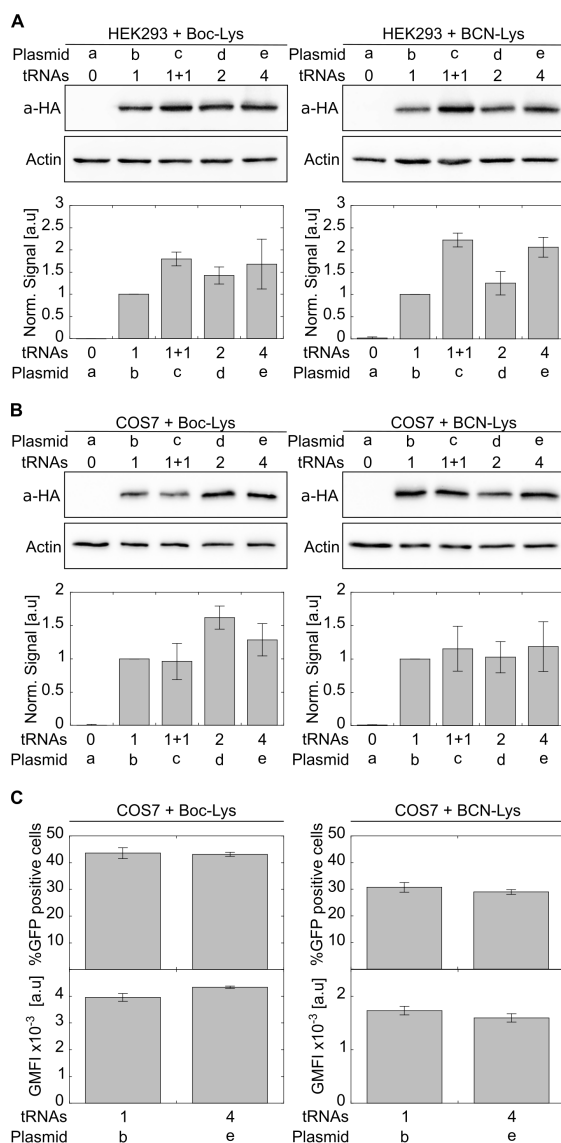 A
HEK293 + Boc-Lys
Plasmid a b c d e
tRNAs 0 1 1+1 2 4
a-HA
Actin
Norm. Signal [a.u]
3
2.5
2
1.5
1
0.5
0
tRNAs 0 1 1+1 2 4
Plasmid a b c d e
HEK293 + BCN-Lys
Plasmid a b c d e
tRNAs 0 1 1+1 2 4
a-HA
Actin
Norm. Signal [a.u]
3
2.5
2
1.5
1
0.5
0
tRNAs 0 1 1+1 2 4
Plasmid a b c d e
B
COS7 + Boc-Lys
Plasmid a b c d e
tRNAs 0 1 1+1 2 4
a-HA
Actin
Norm. Signal [a.u]
2
1.5
1
0.5
0
tRNAs 0 1 1+1 2 4
Plasmid a b c d e
COS7 + BCN-Lys
Plasmid a b c d e
tRNAs 0 1 1+1 2 4
a-HA
Actin
Norm. Signal [a.u]
2
1.5
1
0.5
0
tRNAs 0 1 1+1 2 4
Plasmid a b c d e
C
COS7 + Boc-Lys
%GFP positive cells
50
40
30
20
10
GMFI x10⁻³ [a.u]
4
2
0
tRNAs 1 4
Plasmid b e
COS7 + BCN-Lys
%GFP positive cells
50
40
30
20
10
GMFI x10⁻³ [a.u]
2
1
0
tRNAs 1 4
Plasmid b e